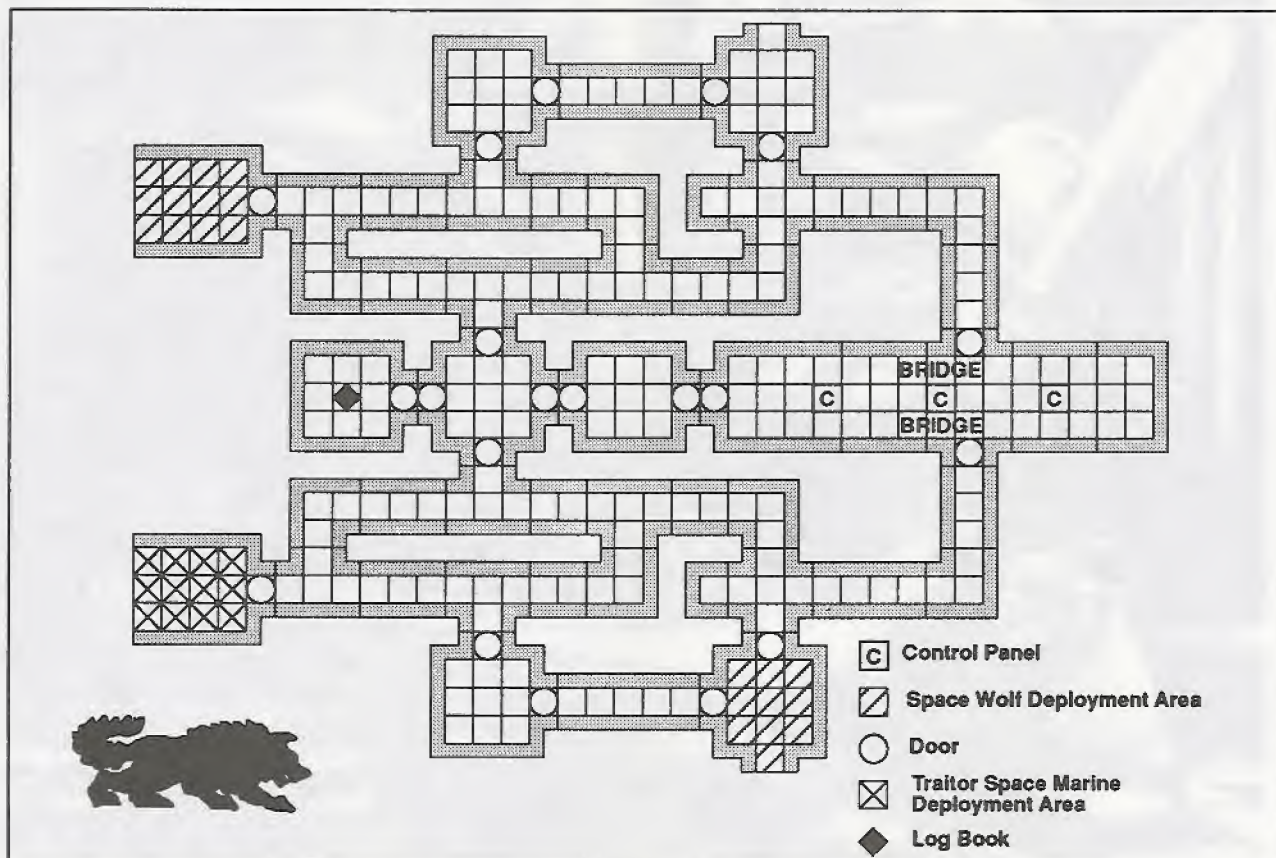 BRIDGE
C
C
C
BRIDGE
C Control Panel
Space Wolf Deployment Area
Door
Traitor Space Marine
Deployment Area
Log Book